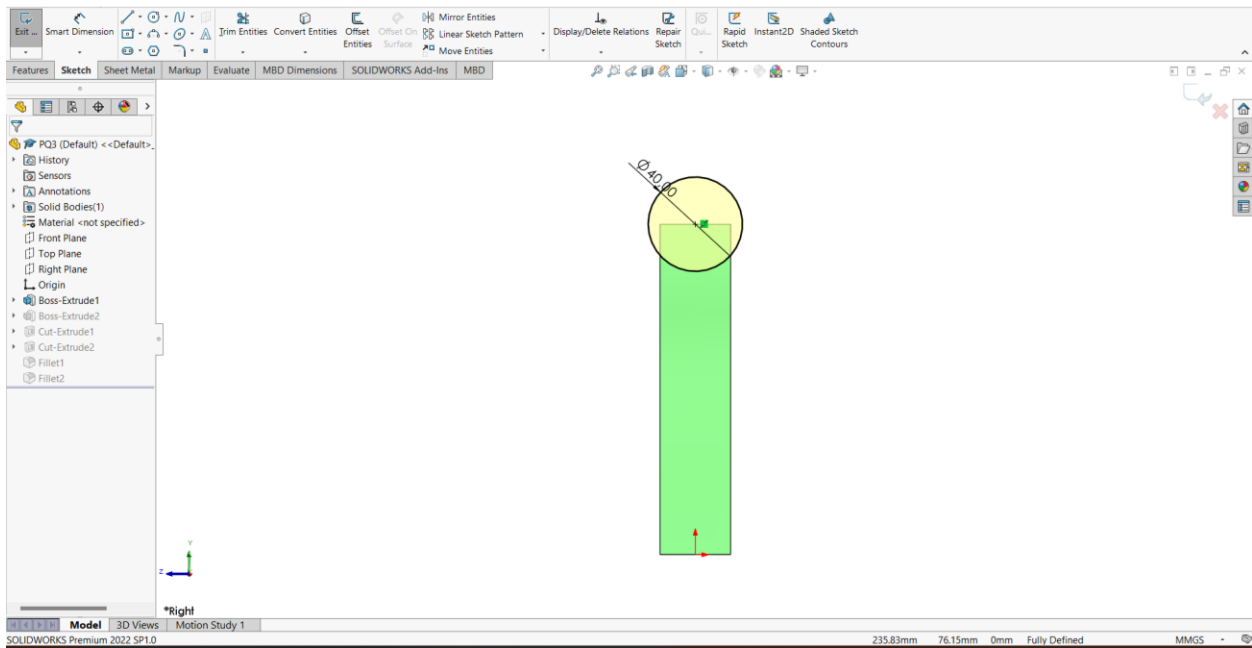 Exit ...
Smart Dimension
Trim Entities
Convert Entities
Offset Entities
Offset On Surface
Mirror Entities
Linear Sketch Pattern
Move Entities
Display/Delete Relations
Repair Sketch
Qui...
Rapid Sketch
Instant2D
Shaded Sketch Contours
Features Sketch Sheet Metal Markup Evaluate MBD Dimensions SOLIDWORKS Add-Ins MBD
PQ3 (Default) <<Default>_
History
Sensors
Annotations
Solid Bodies(1)
Material <not specified>
Front Plane
Top Plane
Right Plane
Origin
Boss-Extrude1
Boss-Extrude2
Cut-Extrude1
Cut-Extrude2
Fillet1
Fillet2
Ø40.00
Y
Z
*Right
Model 3D Views Motion Study 1
SOLIDWORKS Premium 2022 SP1.0 235.83mm 76.15mm 0mm Fully Defined MMGS -